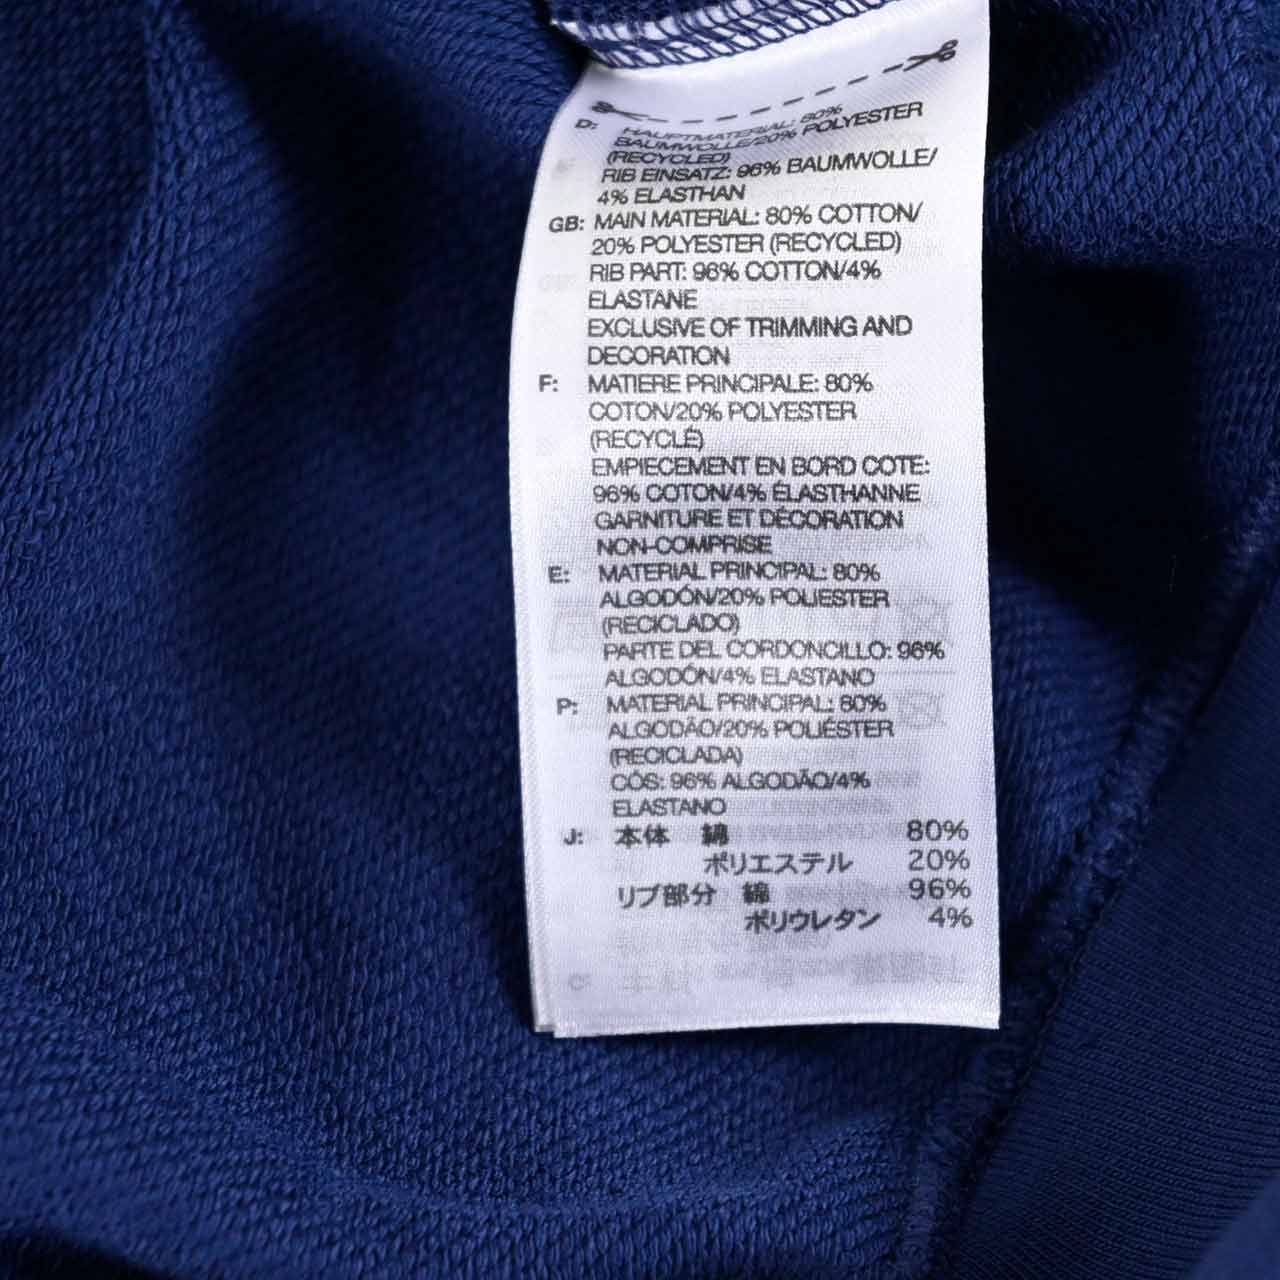 D: HAUPTMATERIAL: 80%
BAUMWOLLE/20% POLYESTER
(RECYCLED)
RIB EINSATZ: 96% BAUMWOLLE/
4% ELASTHAN
GB: MAIN MATERIAL: 80% COTTON/
20% POLYESTER (RECYCLED)
RIB PART: 96% COTTON/4%
ELASTANE
EXCLUSIVE OF TRIMMING AND
DECORATION
F: MATIERE PRINCIPALE: 80%
COTON/20% POLYESTER
(RECYCLÉ)
EMPIECEMENT EN BORD COTE:
96% COTON/4% ÉLASTHANNE
GARNITURE ET DÉCORATION
NON-COMPRISE
E: MATERIAL PRINCIPAL: 80%
ALGODÓN/20% POLIESTER
(RECICLADO)
PARTE DEL CORDONCILLO: 96%
ALGODÓN/4% ELASTANO
P: MATERIAL PRINCIPAL: 80%
ALGODÃO/20% POLIÉSTER
(RECICLADA)
CÓS: 96% ALGODÃO/4%
ELASTANO
J: 本体 綿 80%
ポリエステル 20%
リブ部分 綿 96%
ポリウレタン 4%